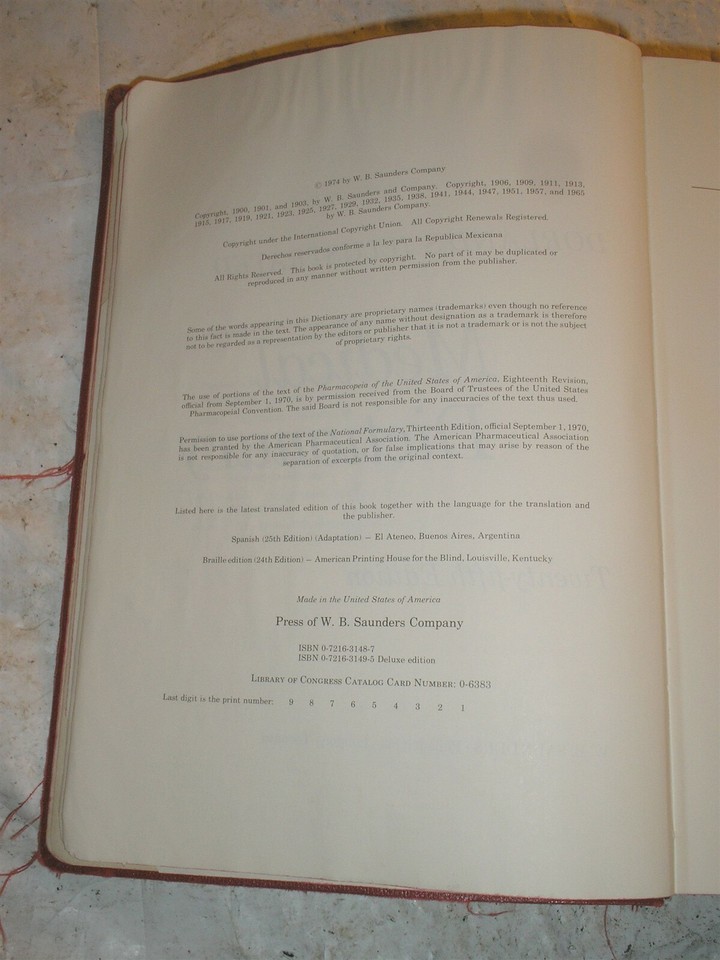 © 1974 by W. B. Saunders Company
Copyright, 1900, 1901, and 1903, by W. B. Saunders and Company. Copyright, 1906, 1909, 1911, 1913,
1915, 1917, 1919, 1921, 1923, 1925, 1927, 1929, 1932, 1935, 1938, 1941, 1944, 1947, 1951, 1957, and 1965
by W. B. Saunders Company.
Copyright under the International Copyright Union. All Copyright Renewals Registered.
Derechos reservados conforme a la ley para la Republica Mexicana
All Rights Reserved. This book is protected by copyright. No part of it may be duplicated or
reproduced in any manner without written permission from the publisher.
Some of the words appearing in this Dictionary are proprietary names (trademarks) even though no reference
to this fact is made in the text. The appearance of any name without designation as a trademark is therefore
not to be regarded as a representation by the editors or publisher that it is not a trademark or is not the subject
of proprietary rights.
The use of portions of the text of the Pharmacopeia of the United States of America, Eighteenth Revision,
official from September 1, 1970, is by permission received from the Board of Trustees of the United States
Pharmacopeial Convention. The said Board is not responsible for any inaccuracies of the text thus used.
Permission to use portions of the text of the National Formulary, Thirteenth Edition, official September 1, 1970,
has been granted by the American Pharmaceutical Association. The American Pharmaceutical Association
is not responsible for any inaccuracy of quotation, or for false implications that may arise by reason of the
separation of excerpts from the original context.
Listed here is the latest translated edition of this book together with the language for the translation and
the publisher.
Spanish (25th Edition) (Adaptation) – El Ateneo, Buenos Aires, Argentina
Braille edition (24th Edition) – American Printing House for the Blind, Louisville, Kentucky
Made in the United States of America
Press of W. B. Saunders Company
ISBN 0-7216-3148-7
ISBN 0-7216-3149-5 Deluxe edition
Library of Congress Catalog Card Number: 0-6383
Last digit is the print number: 9 8 7 6 5 4 3 2 1